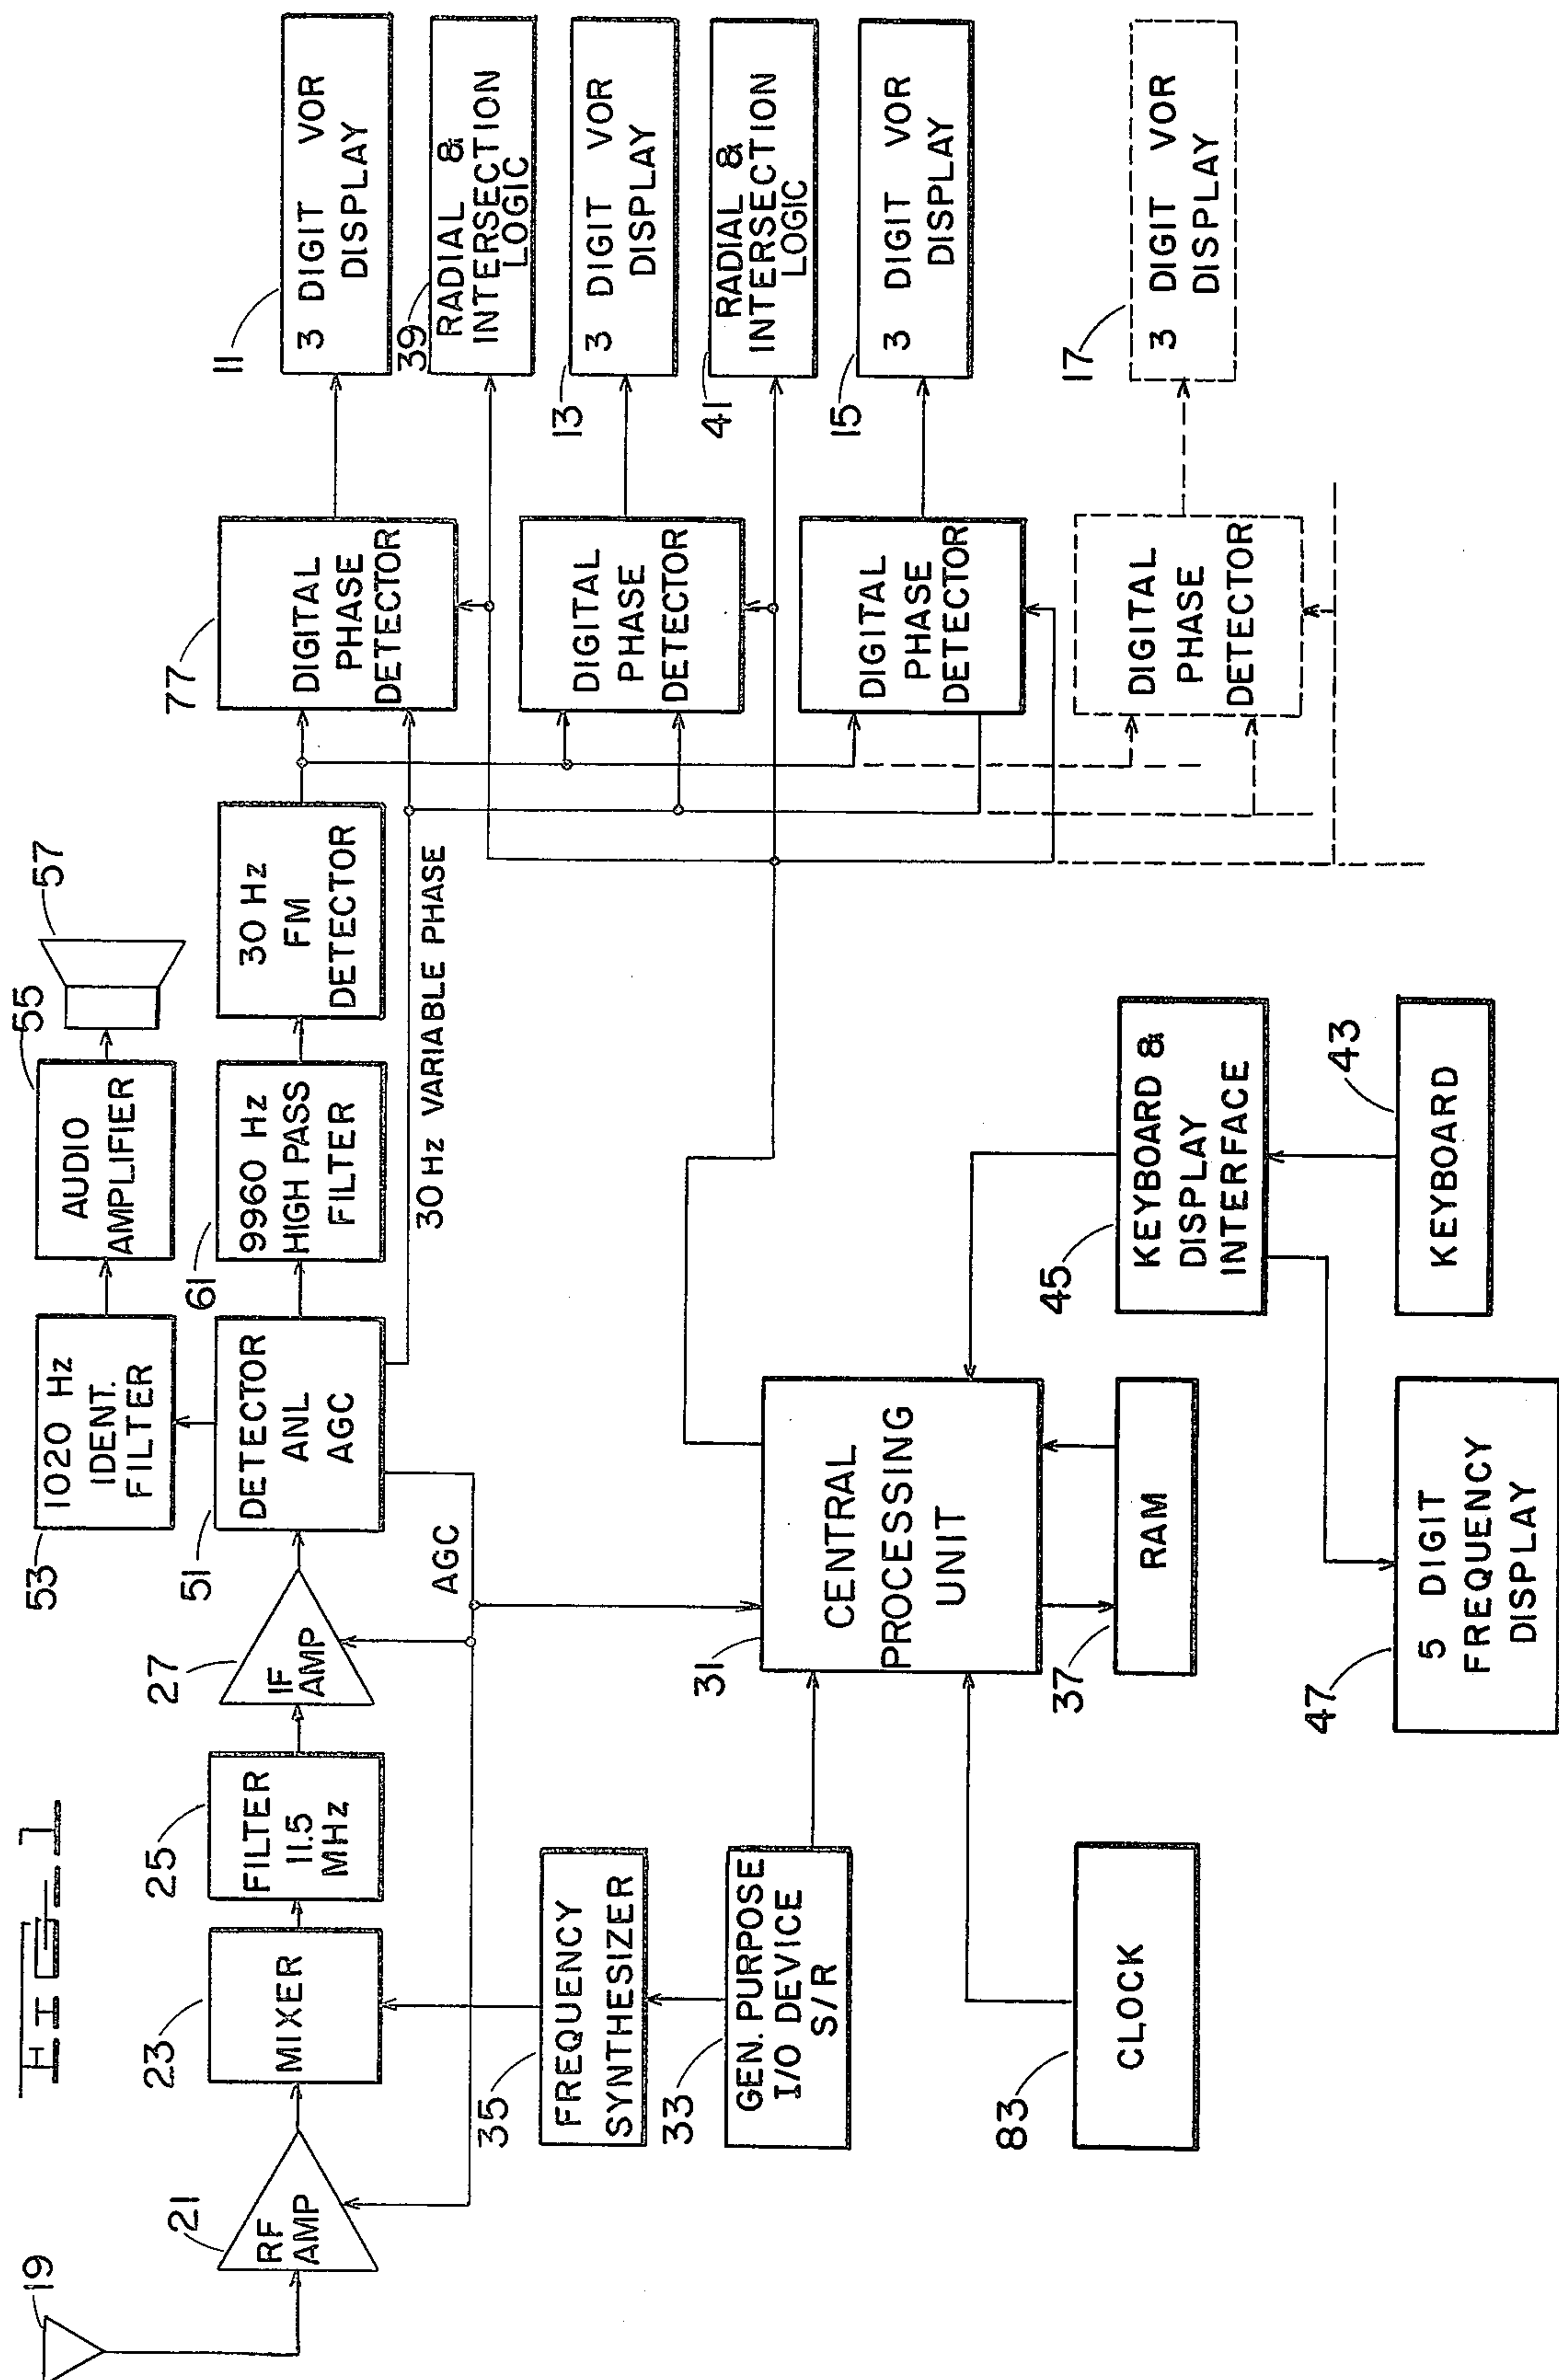 FIG_1
19
21
RF
AMP
23
MIXER
25
FILTER
11.5
MHz
27
IF
AMP
AGC
51
DETECTOR
ANL
AGC
53
1020 Hz
IDENT.
FILTER
55
AUDIO
AMPLIFIER
57
61
9960 Hz
HIGH PASS
FILTER
30 Hz
FM
DETECTOR
30 Hz VARIABLE PHASE
77
DIGITAL
PHASE
DETECTOR
11
3 DIGIT VOR
DISPLAY
39
RADIAL &
INTERSECTION
LOGIC
DIGITAL
PHASE
DETECTOR
13
3 DIGIT VOR
DISPLAY
41
RADIAL &
INTERSECTION
LOGIC
DIGITAL
PHASE
DETECTOR
15
3 DIGIT VOR
DISPLAY
DIGITAL
PHASE
DETECTOR
17
3 DIGIT VOR
DISPLAY
35
FREQUENCY
SYNTHESIZER
33
GEN. PURPOSE
I/O DEVICE
S/R
83
CLOCK
31
CENTRAL
PROCESSING
UNIT
37
RAM
45
KEYBOARD &
DISPLAY
INTERFACE
43
KEYBOARD
47
5 DIGIT
FREQUENCY
DISPLAY